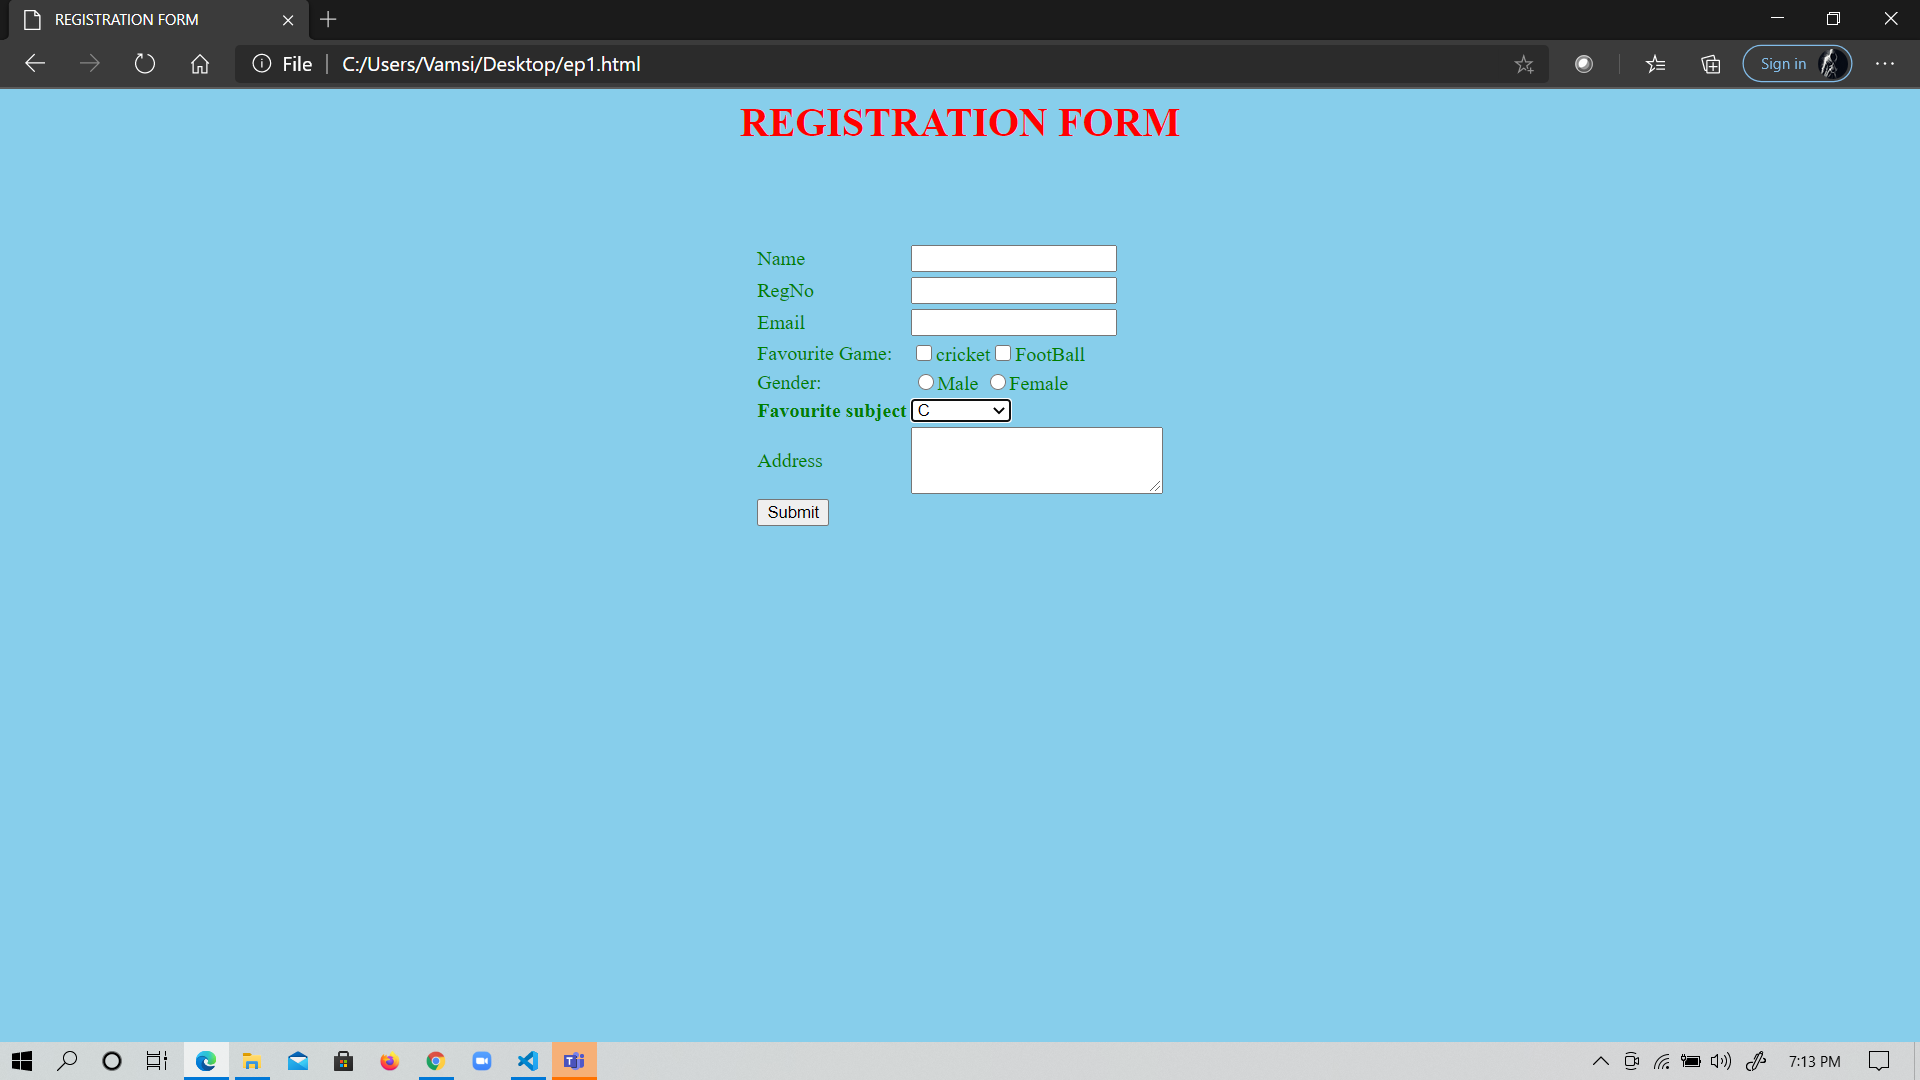 REGISTRATION FORM
File C:/Users/Vamsi/Desktop/ep1.html
Sign in
REGISTRATION FORM
Name
RegNo
Email
Favourite Game: cricket FootBall
Gender: Male Female
Favourite subject C
Address
Submit
7:13 PM